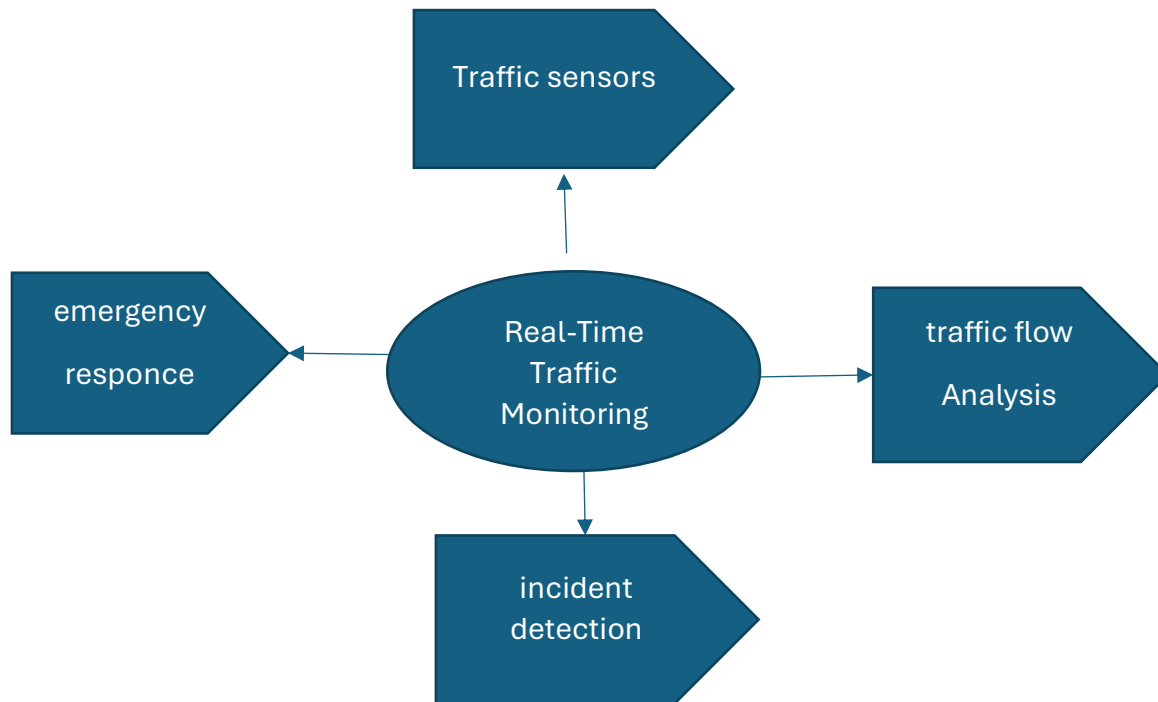 Traffic sensors
emergency
responce
Real-Time
Traffic
Monitoring
traffic flow
Analysis
incident
detection